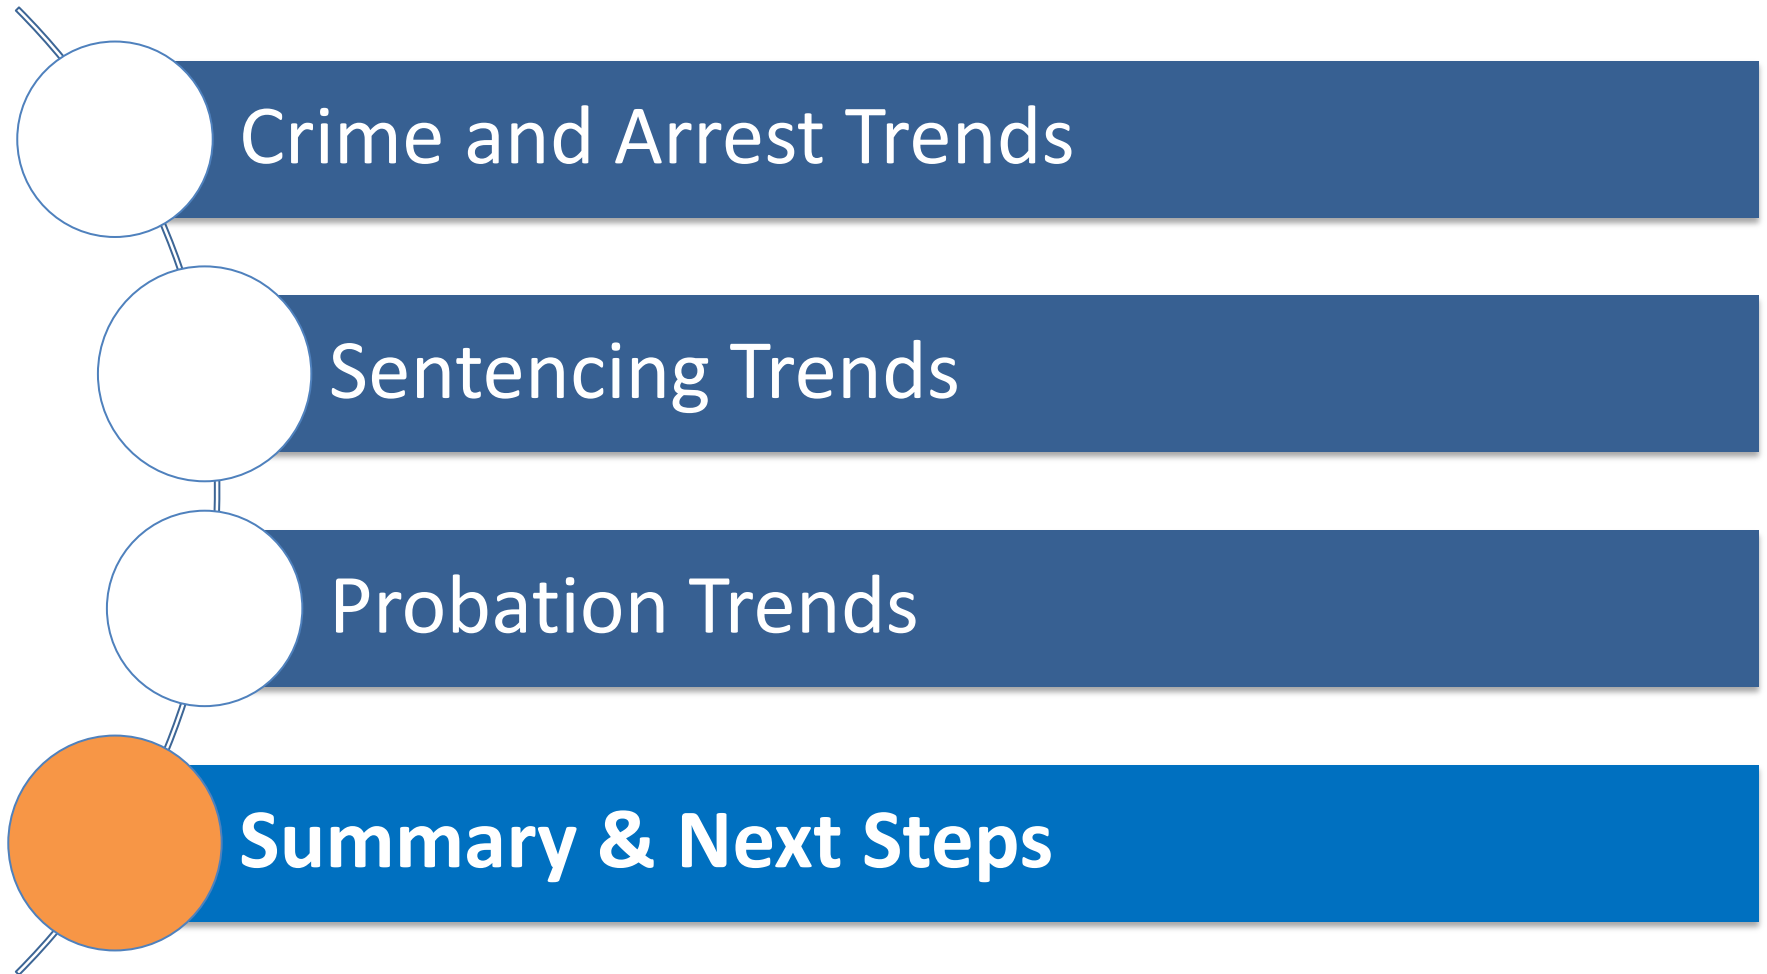 Crime and Arrest Trends
Sentencing Trends
Probation Trends
Summary & Next Steps